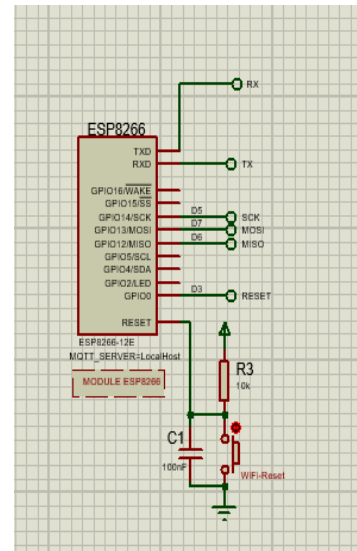 RX
ESP8266
TXD
RXD
TX
GPIO16/WAKE
GPIO15/SS
GPIO14/SCK D5 SCK
GPIO13/MOSI D7 MOSI
GPIO12/MISO D6 MISO
GPIO5/SCL
GPIO4/SDA
GPIO2/LED
GPIO0 D3 RESET
RESET
ESP8266-12E
MQTT_SERVER=LocalHost
MODULE ESP8266
R3
10k
C1
100nF
WiFi-Reset